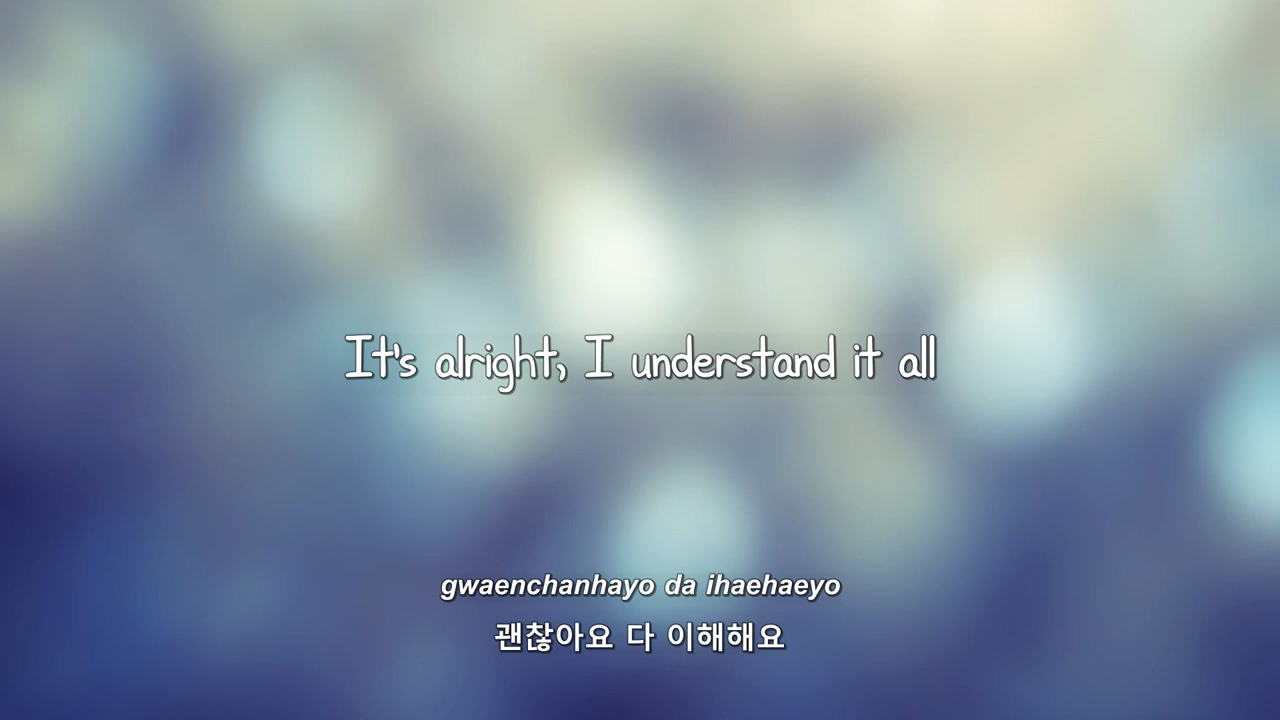 It's alright, I understand it all
gwaenchanhayo da ihaehaeyo
괜찮아요 다 이해해요